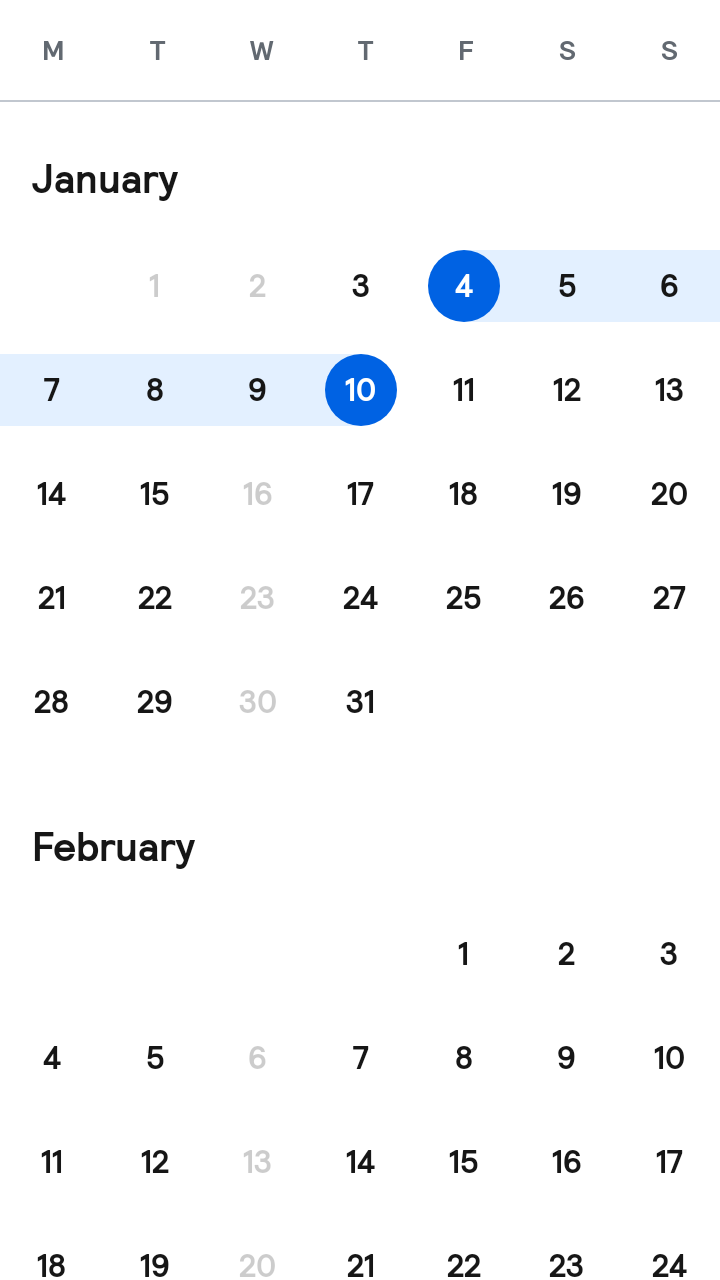 M T W T F S S
January
1 2 3 4 5 6
7 8 9 10 11 12 13
14 15 16 17 18 19 20
21 22 23 24 25 26 27
28 29 30 31
February
1 2 3
4 5 6 7 8 9 10
11 12 13 14 15 16 17
18 19 20 21 22 23 24